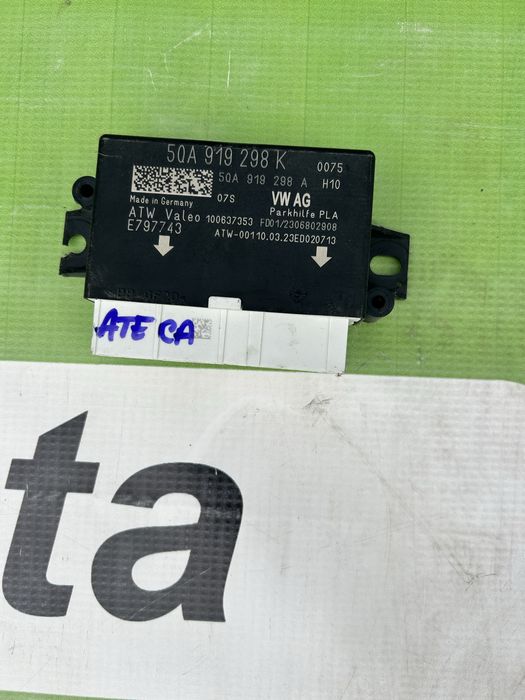 5QA 919 298 K 0075
5QA 919 298 A H10
Made in Germany 07S VW AG
Parkhilfe PLA
ATW Valeo 100637353 FD01/2306802908
E797743 ATW-00110.03.23ED020713
ATECA
ta